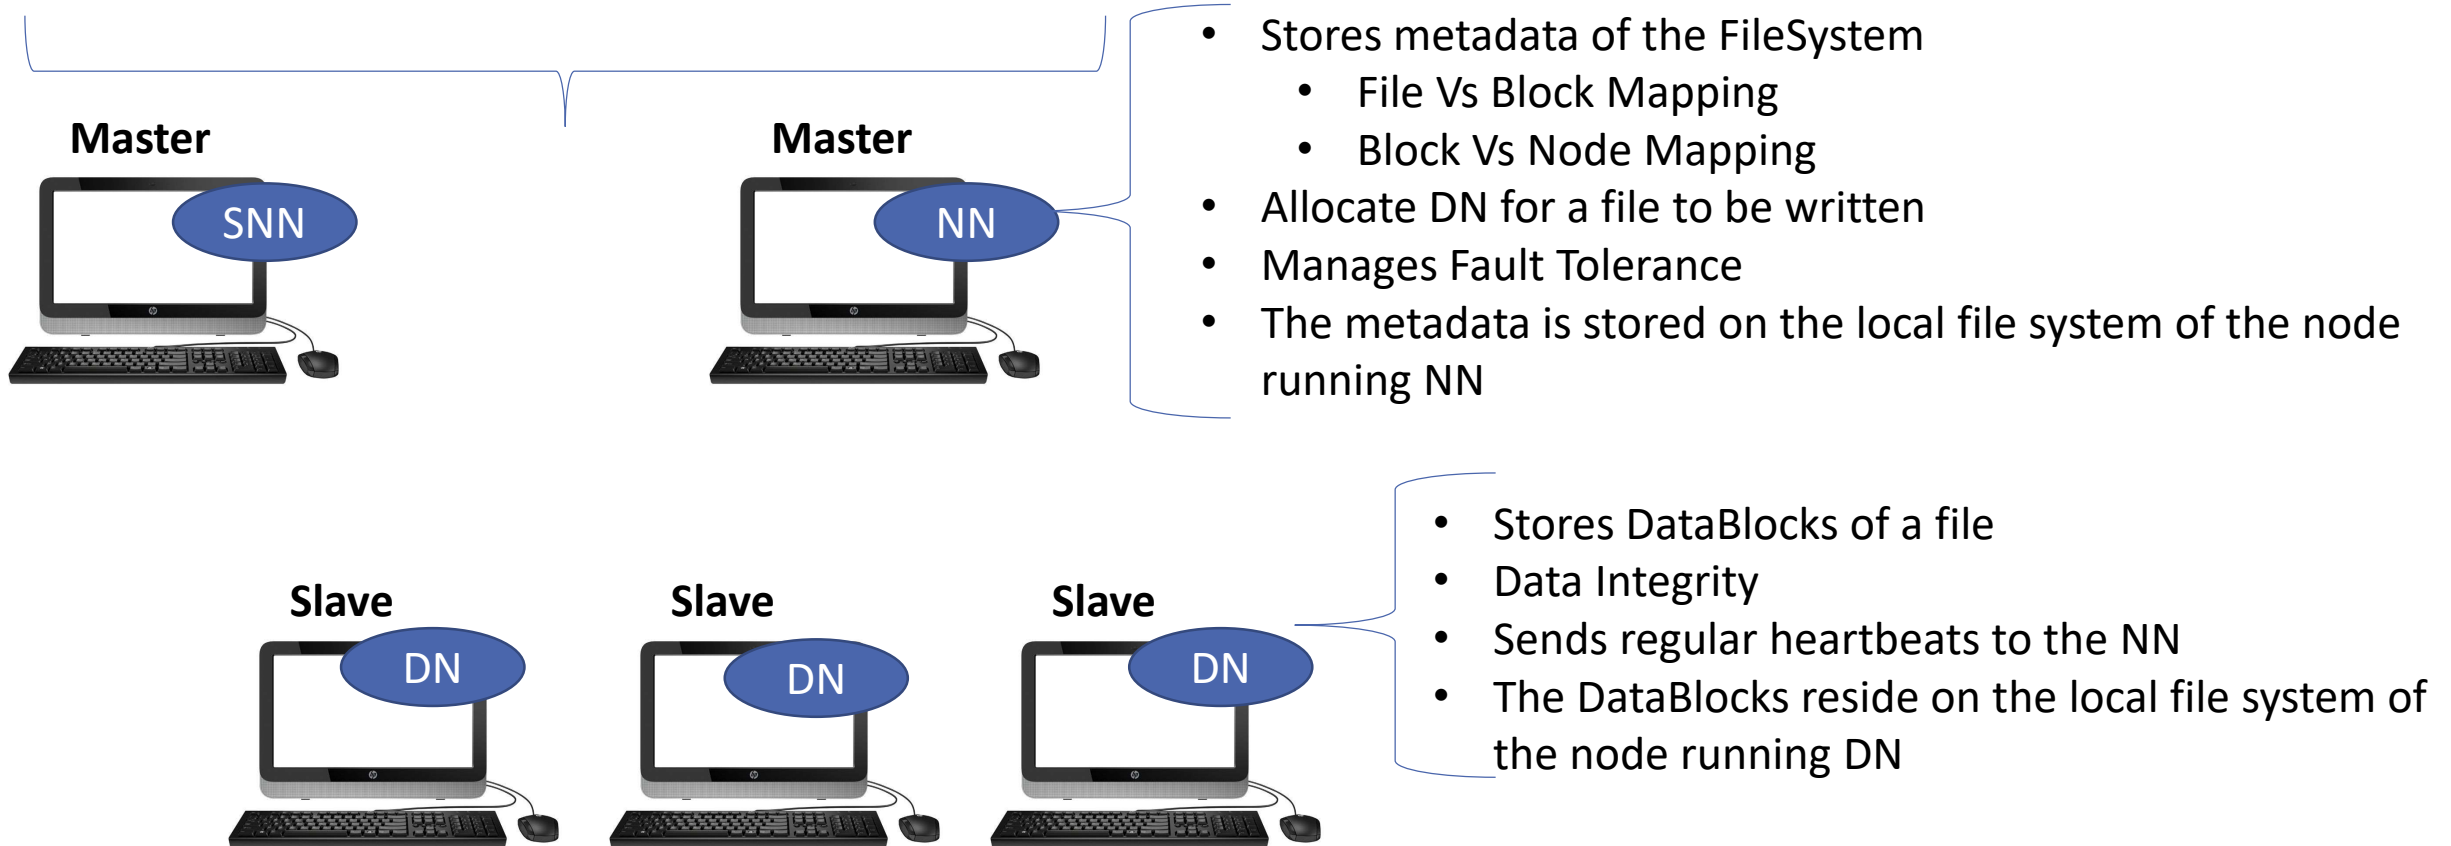 • Stores metadata of the FileSystem
• File Vs Block Mapping
• Block Vs Node Mapping
• Allocate DN for a file to be written
• Manages Fault Tolerance
• The metadata is stored on the local file system of the node
running NN
Master
SNN
Master
NN
• Stores DataBlocks of a file
• Data Integrity
• Sends regular heartbeats to the NN
• The DataBlocks reside on the local file system of
the node running DN
Slave
DN
Slave
DN
Slave
DN